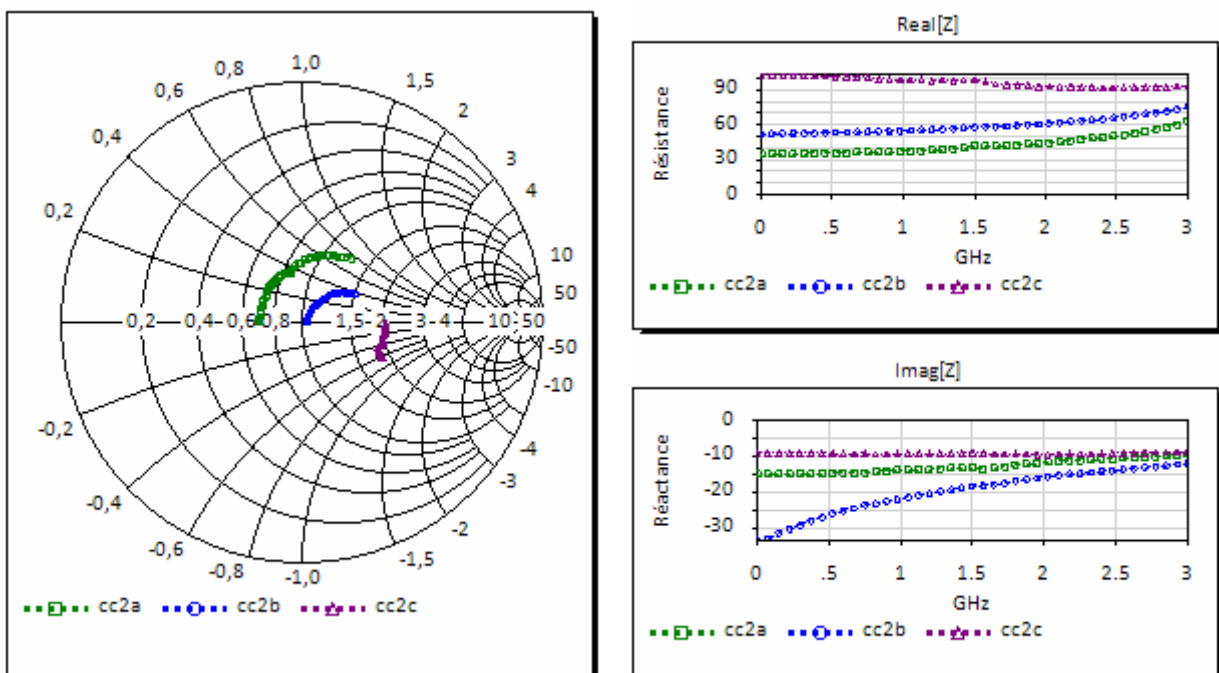 1,0
0,8
1,5
0,6
2
0,4
3
4
0,2
10
50
0,2 0,4 0,6 0,8 1,5 2 3 4 10 50
-50
-10
-0,2
-4
-3
-0,4
-2
-0,6
-1,5
-0,8
-1,0
cc2a cc2b cc2c
Real[Z]
90
60
30
0
Résistance
0 .5 1 1.5 2 2.5 3
GHz
cc2a cc2b cc2c
Imag[Z]
0
-10
-20
-30
Réactance
0 .5 1 1.5 2 2.5 3
GHz
cc2a cc2b cc2c